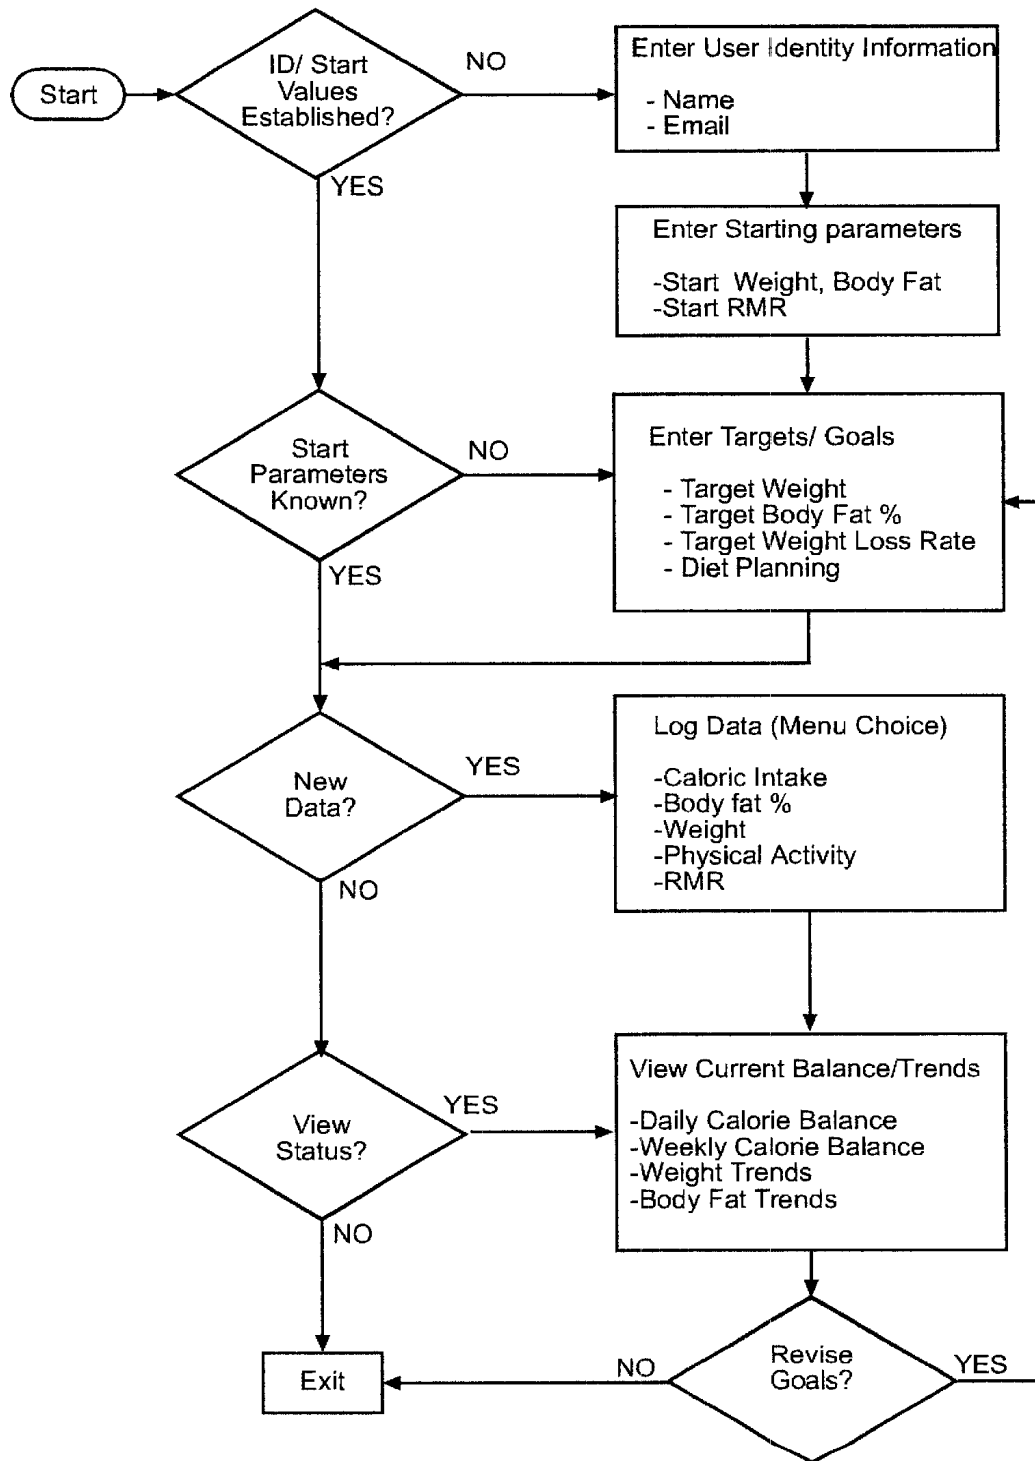 Start
ID/ Start
Values
Established?
NO
YES
Enter User Identity Information
- Name
- Email
Enter Starting parameters
-Start Weight, Body Fat
-Start RMR
Start
Parameters
Known?
NO
YES
Enter Targets/ Goals
- Target Weight
- Target Body Fat %
- Target Weight Loss Rate
- Diet Planning
New
Data?
YES
NO
Log Data (Menu Choice)
-Caloric Intake
-Body fat %
-Weight
-Physical Activity
-RMR
View
Status?
YES
NO
View Current Balance/Trends
-Daily Calorie Balance
-Weekly Calorie Balance
-Weight Trends
-Body Fat Trends
Exit
NO
Revise
Goals?
YES